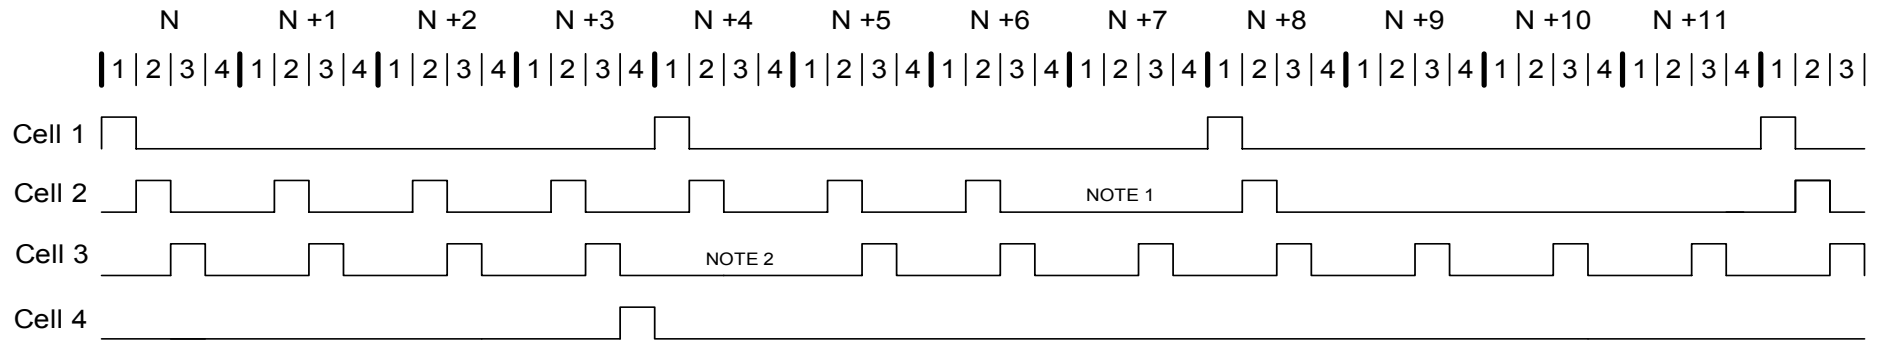 N N +1 N +2 N +3 N +4 N +5 N +6 N +7 N +8 N +9 N +10 N +11
1 2 3 4 1 2 3 4 1 2 3 4 1 2 3 4 1 2 3 4 1 2 3 4 1 2 3 4 1 2 3 4 1 2 3 4 1 2 3 4 1 2 3 4 1 2 3 4 1 2 3
Cell 1
Cell 2 NOTE 1
Cell 3 NOTE 2
Cell 4